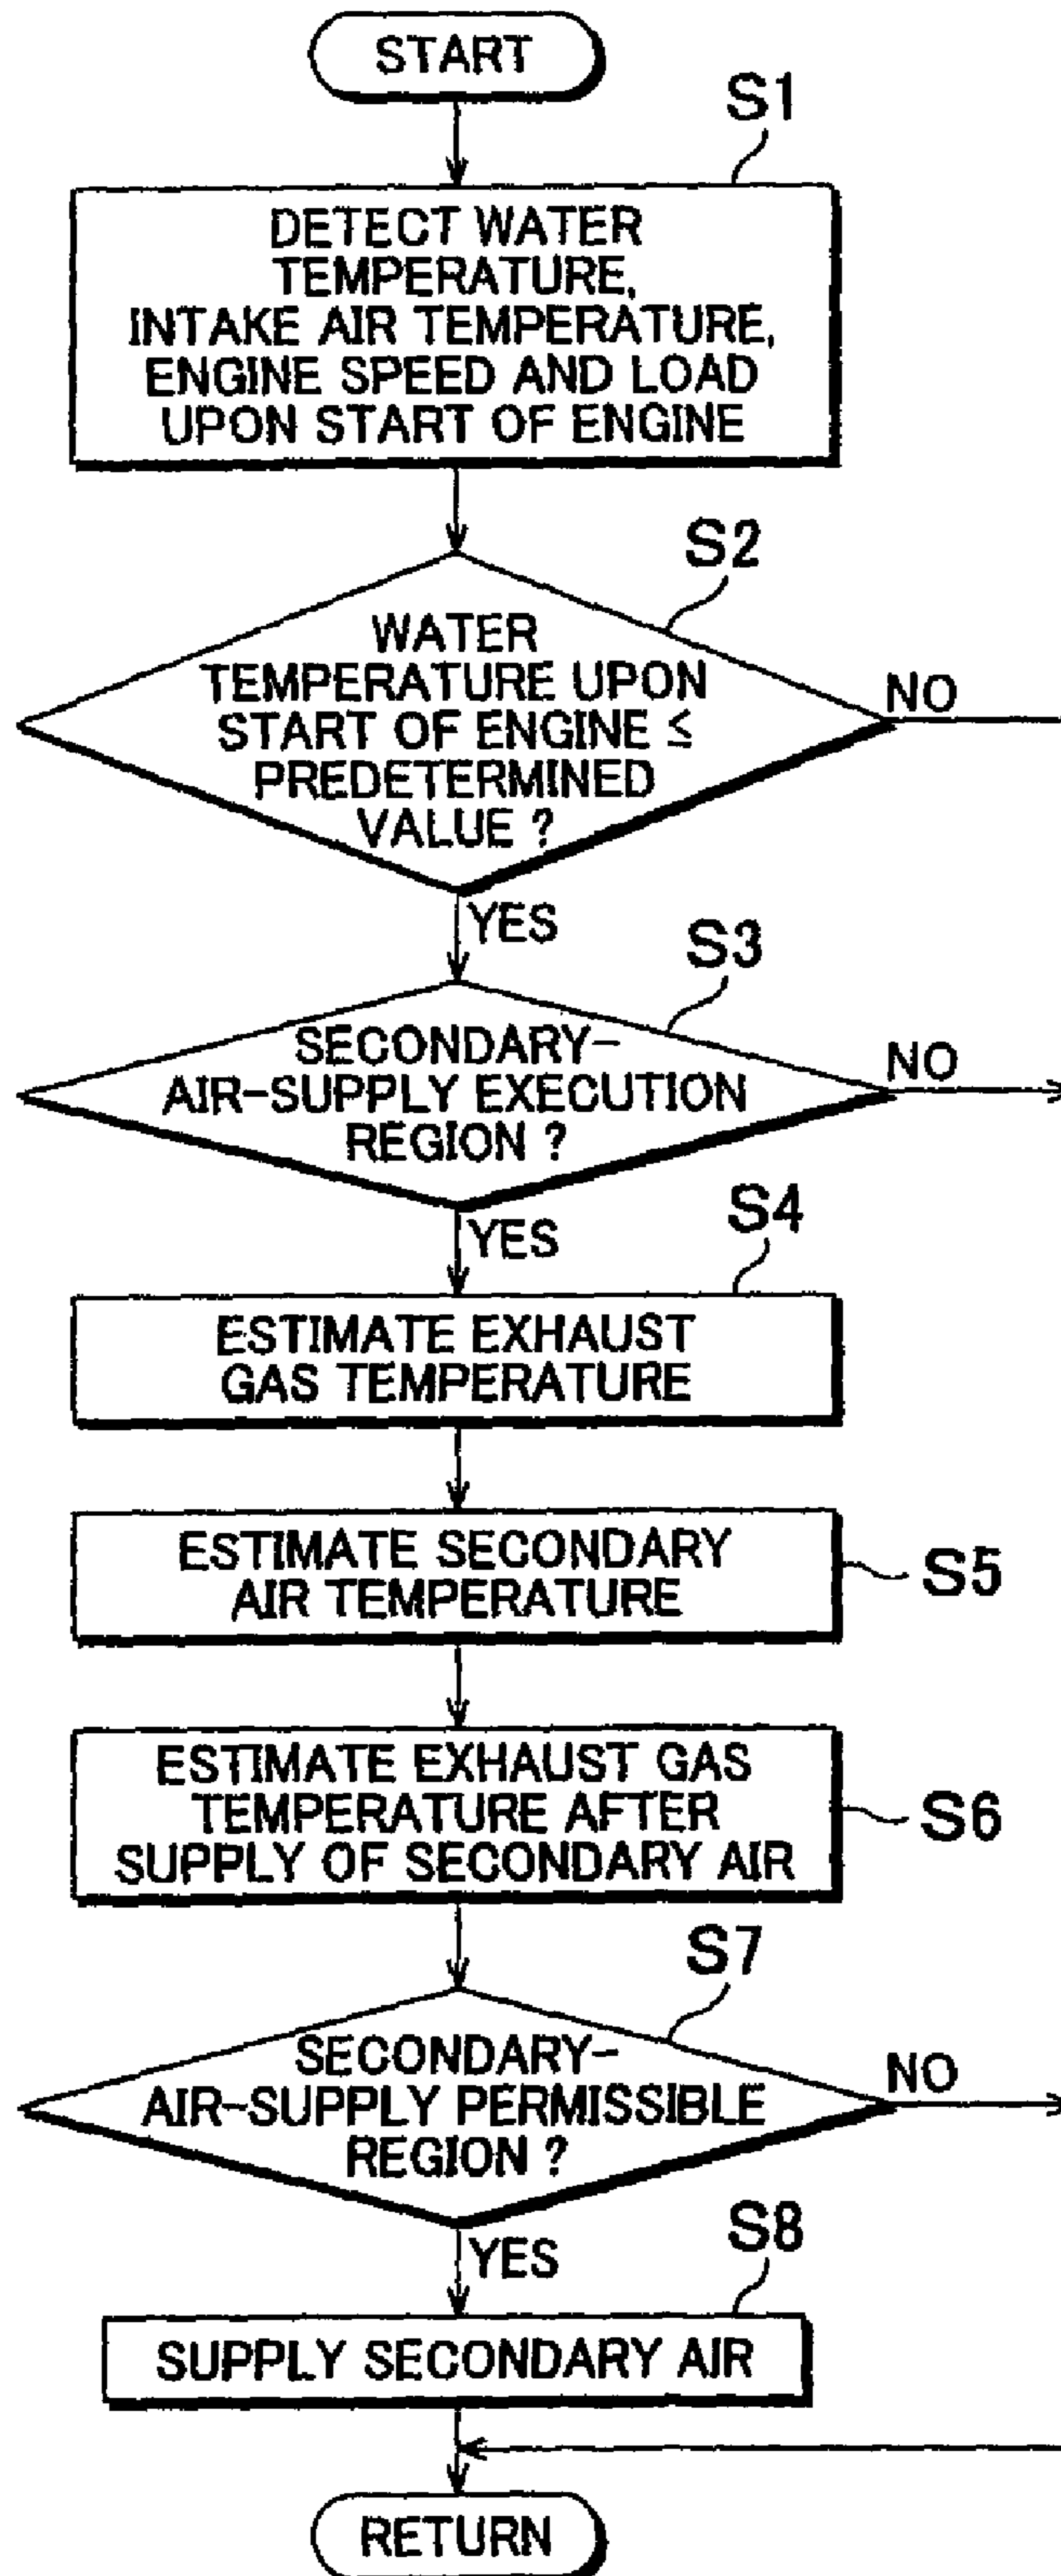 START
S1
DETECT WATER
TEMPERATURE,
INTAKE AIR TEMPERATURE,
ENGINE SPEED AND LOAD
UPON START OF ENGINE
S2
WATER
TEMPERATURE UPON
START OF ENGINE ≤
PREDETERMINED
VALUE ?
NO
YES
S3
SECONDARY-
AIR-SUPPLY EXECUTION
REGION ?
NO
YES
S4
ESTIMATE EXHAUST
GAS TEMPERATURE
ESTIMATE SECONDARY
AIR TEMPERATURE
S5
ESTIMATE EXHAUST GAS
TEMPERATURE AFTER
SUPPLY OF SECONDARY AIR
S6
S7
SECONDARY-
AIR-SUPPLY PERMISSIBLE
REGION ?
NO
YES
S8
SUPPLY SECONDARY AIR
RETURN